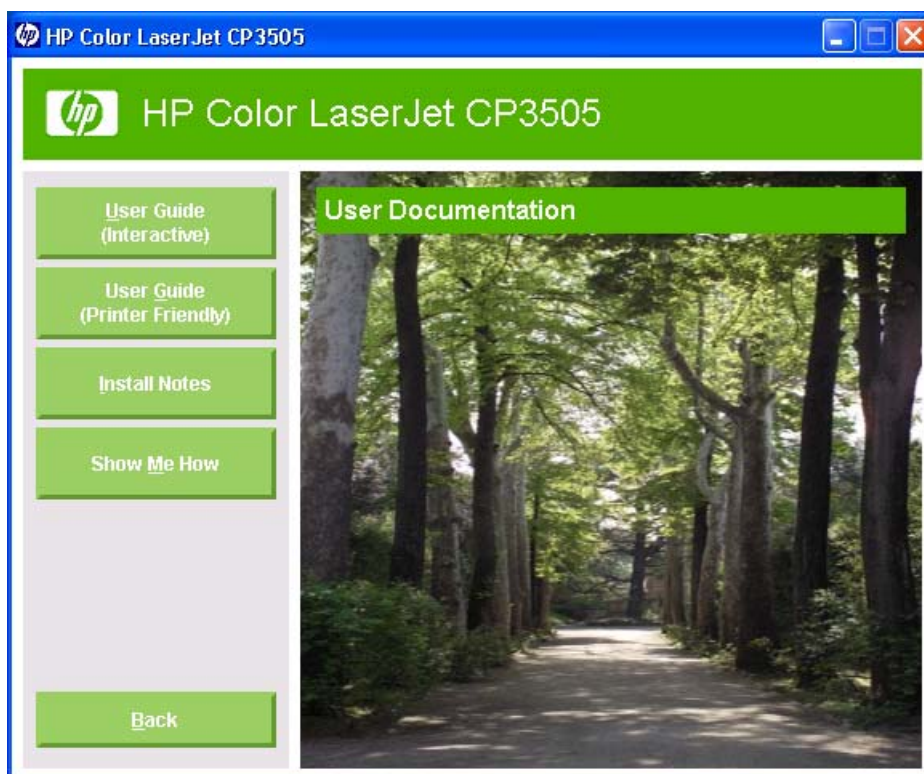 HP Color LaserJet CP3505
hp HP Color LaserJet CP3505
User Guide
(Interactive)
User Guide
(Printer Friendly)
Install Notes
Show Me How
Back
User Documentation